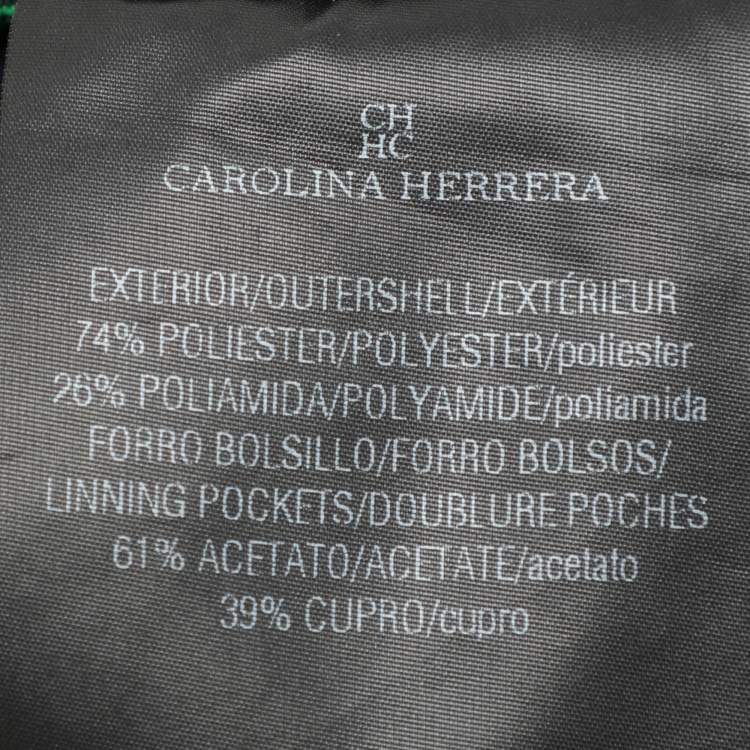 CH
HC
CAROLINA HERRERA
EXTERIOR/OUTERSHELL/EXTÉRIEUR
74% POLIESTER/POLYESTER/poliester
26% POLIAMIDA/POLYAMIDE/poliamida
FORRO BOLSILLO/FORRO BOLSOS/
LINNING POCKETS/DOUBLURE POCHES
61% ACETATO/ACETATE/acetato
39% CUPRO/cupro